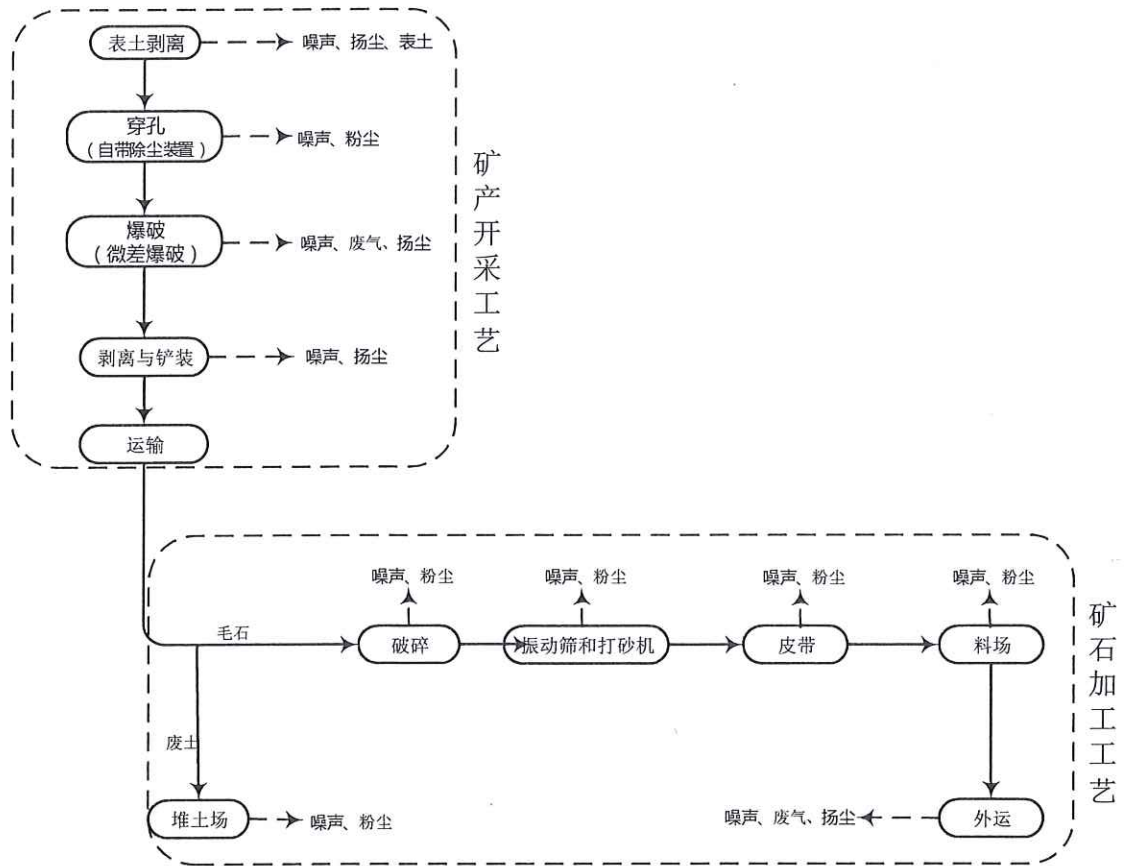 表土剥离
噪声、扬尘、表土
穿孔
（自带除尘装置）
噪声、粉尘
爆破
（微差爆破）
噪声、废气、扬尘
剥离与铲装
噪声、扬尘
运输
矿产开采工艺
噪声、粉尘
噪声、粉尘
噪声、粉尘
噪声、粉尘
毛石
破碎
振动筛和打砂机
皮带
料场
废土
堆土场
噪声、粉尘
噪声、废气、扬尘
外运
矿石加工工艺